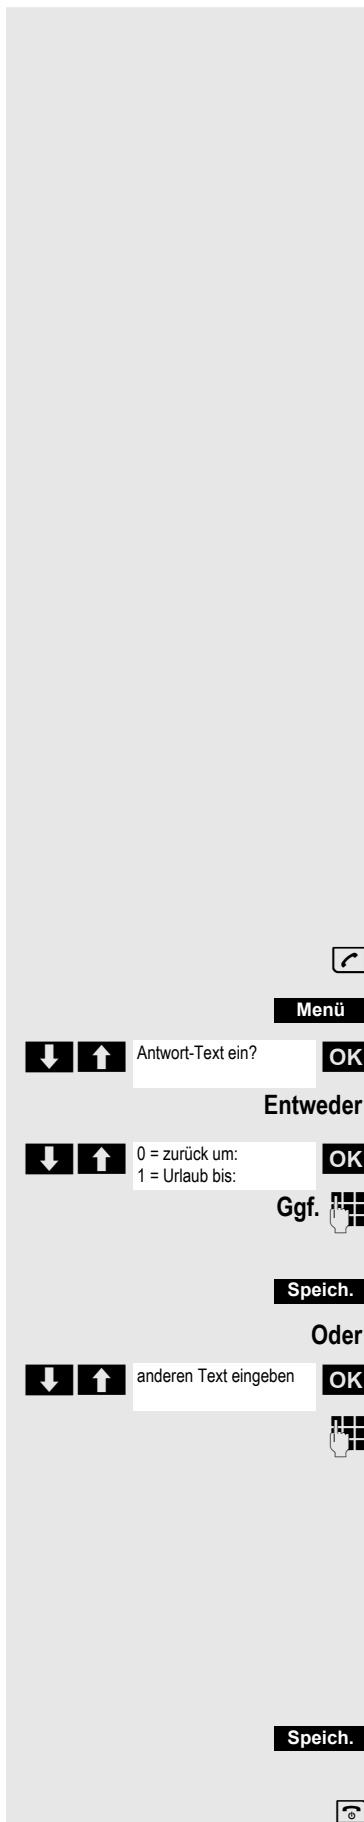 Menü
Antwort-Text ein? OK
Entweder
0 = zurück um: OK
1 = Urlaub bis:
Ggf.
Speich.
Oder
anderen Text eingeben OK
Speich.